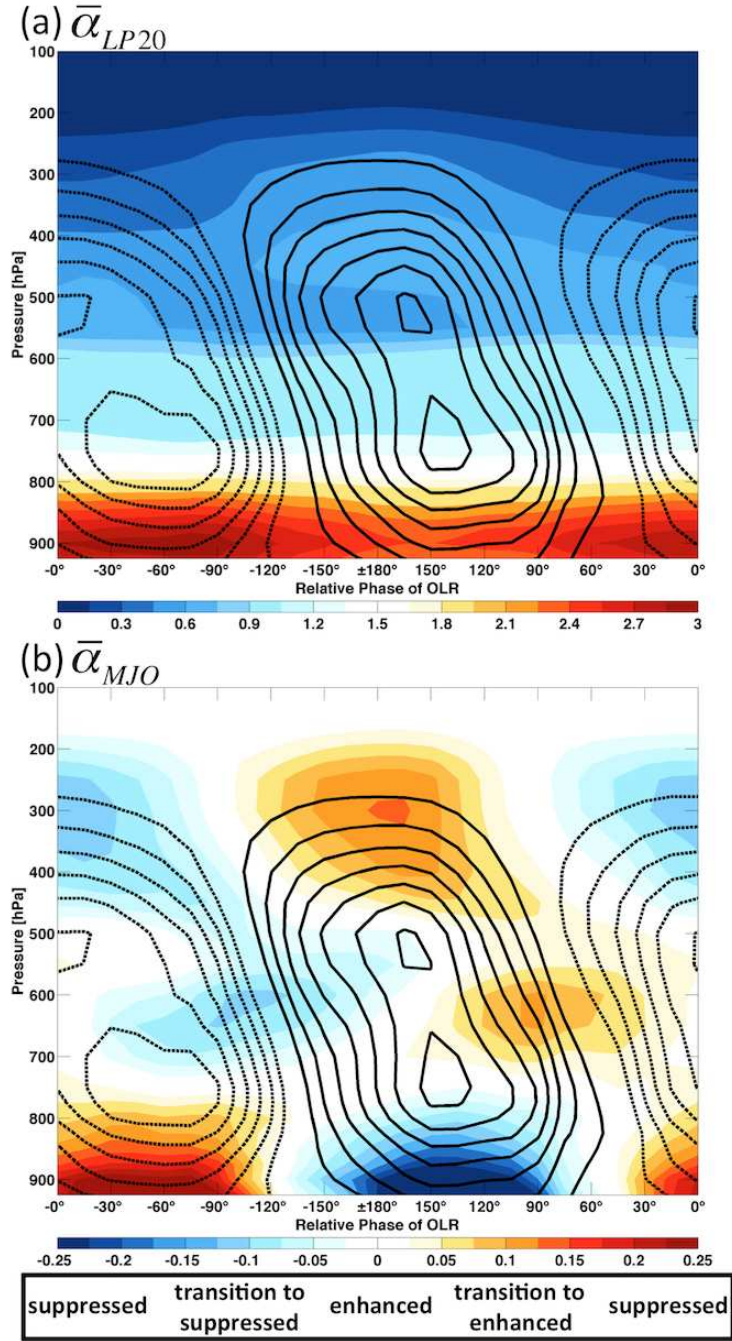 (a) α̅LP20
100
200
300
400
500
600
700
800
900
Pressure [hPa]
-0° -30° -60° -90° -120° -150° ±180° 150° 120° 90° 60° 30° 0°
Relative Phase of OLR
0 0.3 0.6 0.9 1.2 1.5 1.8 2.1 2.4 2.7 3
(b) α̅MJO
100
200
300
400
500
600
700
800
900
Pressure [hPa]
-0° -30° -60° -90° -120° -150° ±180° 150° 120° 90° 60° 30° 0°
Relative Phase of OLR
-0.25 -0.2 -0.15 -0.1 -0.05 0 0.05 0.1 0.15 0.2 0.25
suppressed transition to suppressed enhanced transition to enhanced suppressed